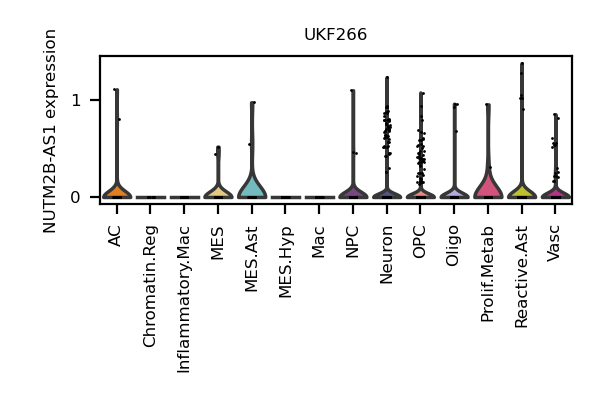 UKF266
NUTM2B-AS1 expression
1
0
AC
Chromatin.Reg
Inflammatory.Mac
MES
MES.Ast
MES.Hyp
Mac
NPC
Neuron
OPC
Oligo
Prolif.Metab
Reactive.Ast
Vasc